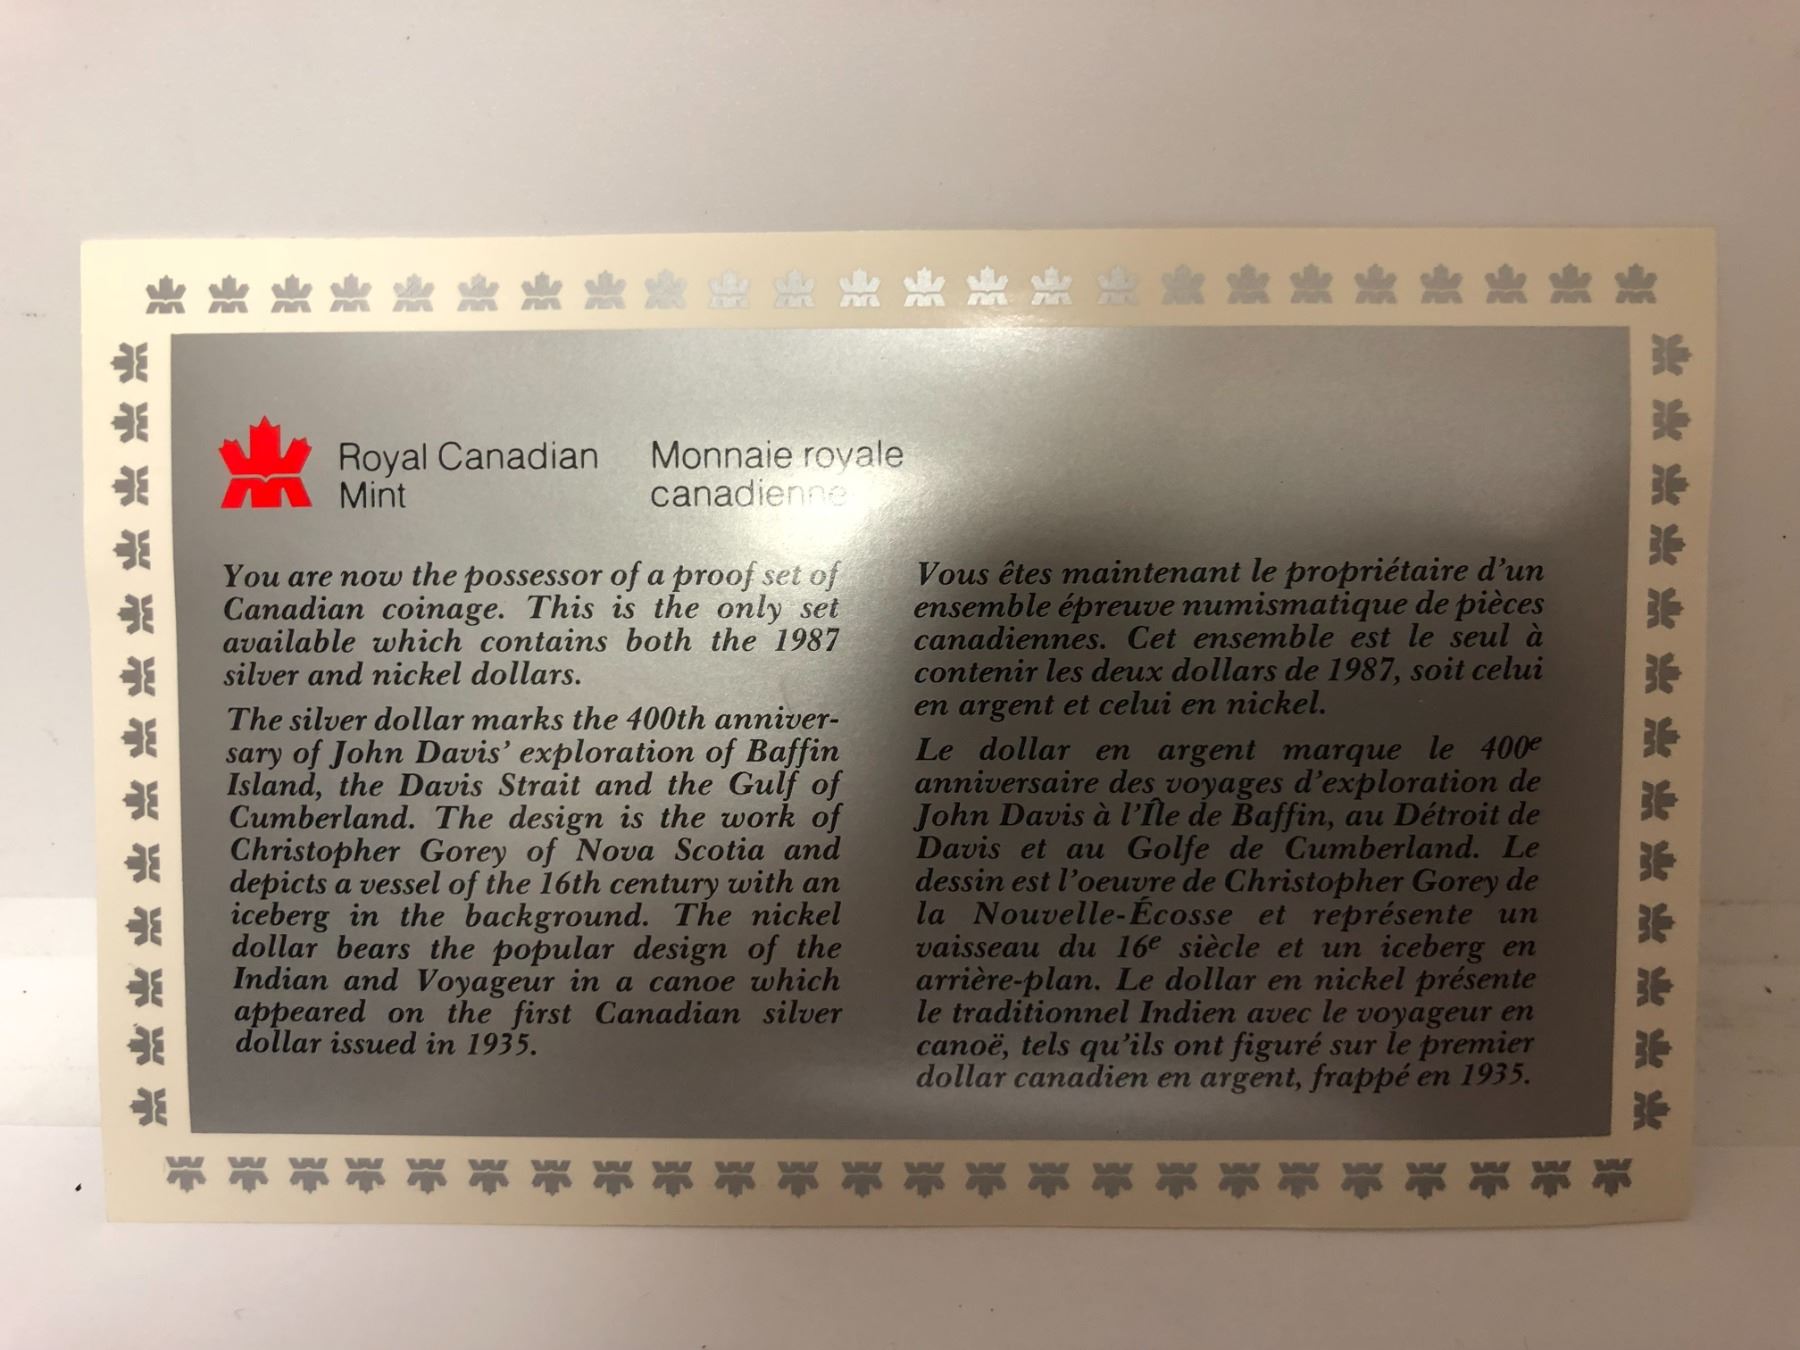 Royal Canadian
Mint
Monnaie royale
canadienne
You are now the possessor of a proof set of
Canadian coinage. This is the only set
available which contains both the 1987
silver and nickel dollars.
The silver dollar marks the 400th anniver-
sary of John Davis' exploration of Baffin
Island, the Davis Strait and the Gulf of
Cumberland. The design is the work of
Christopher Gorey of Nova Scotia and
depicts a vessel of the 16th century with an
iceberg in the background. The nickel
dollar bears the popular design of the
Indian and Voyageur in a canoe which
appeared on the first Canadian silver
dollar issued in 1935.
Vous êtes maintenant le propriétaire d'un
ensemble épreuve numismatique de pièces
canadiennes. Cet ensemble est le seul à
contenir les deux dollars de 1987, soit celui
en argent et celui en nickel.
Le dollar en argent marque le 400e
anniversaire des voyages d'exploration de
John Davis à l'Île de Baffin, au Détroit de
Davis et au Golfe de Cumberland. Le
dessin est l'oeuvre de Christopher Gorey de
la Nouvelle-Écosse et représente un
vaisseau du 16e siècle et un iceberg en
arrière-plan. Le dollar en nickel présente
le traditionnel Indien avec le voyageur en
canoë, tels qu'ils ont figuré sur le premier
dollar canadien en argent, frappé en 1935.